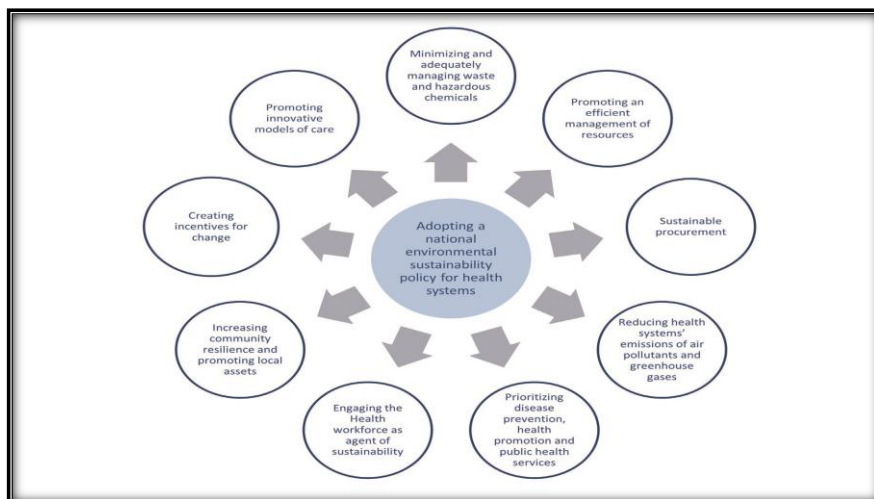 Minimizing and
adequately
managing waste
and hazardous
chemicals
Promoting an
efficient
management of
resources
Sustainable
procurement
Reducing health
systems’
emissions of air
pollutants and
greenhouse
gases
Prioritizing
disease
prevention,
health
promotion and
public health
services
Engaging the
Health
workforce as
agent of
sustainability
Increasing
community
resilience and
promoting local
assets
Creating
incentives for
change
Promoting
innovative
models of care
Adopting a
national
environmental
sustainability
policy for health
systems